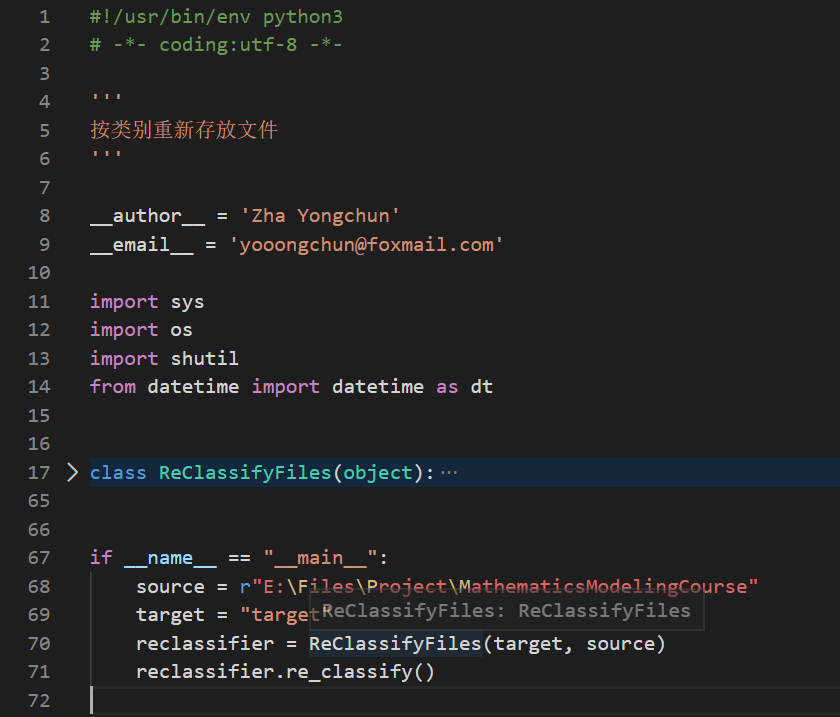 1 #!/usr/bin/env python3
2 # -*- coding:utf-8 -*-
3
4 '''
5 按类别重新存放文件
6 '''
7
8 __author__ = 'Zha Yongchun'
9 __email__ = 'yooongchun@foxmail.com'
10
11 import sys
12 import os
13 import shutil
14 from datetime import datetime as dt
15
16
17 class ReClassifyFiles(object):···
65
66
67 if __name__ == "__main__":
68 source = r"E:\Files\Project\MathematicsModelingCourse"
69 target = "target"
ReClassifyFiles: ReClassifyFiles
70 reclassifier = ReClassifyFiles(target, source)
71 reclassifier.re_classify()
72